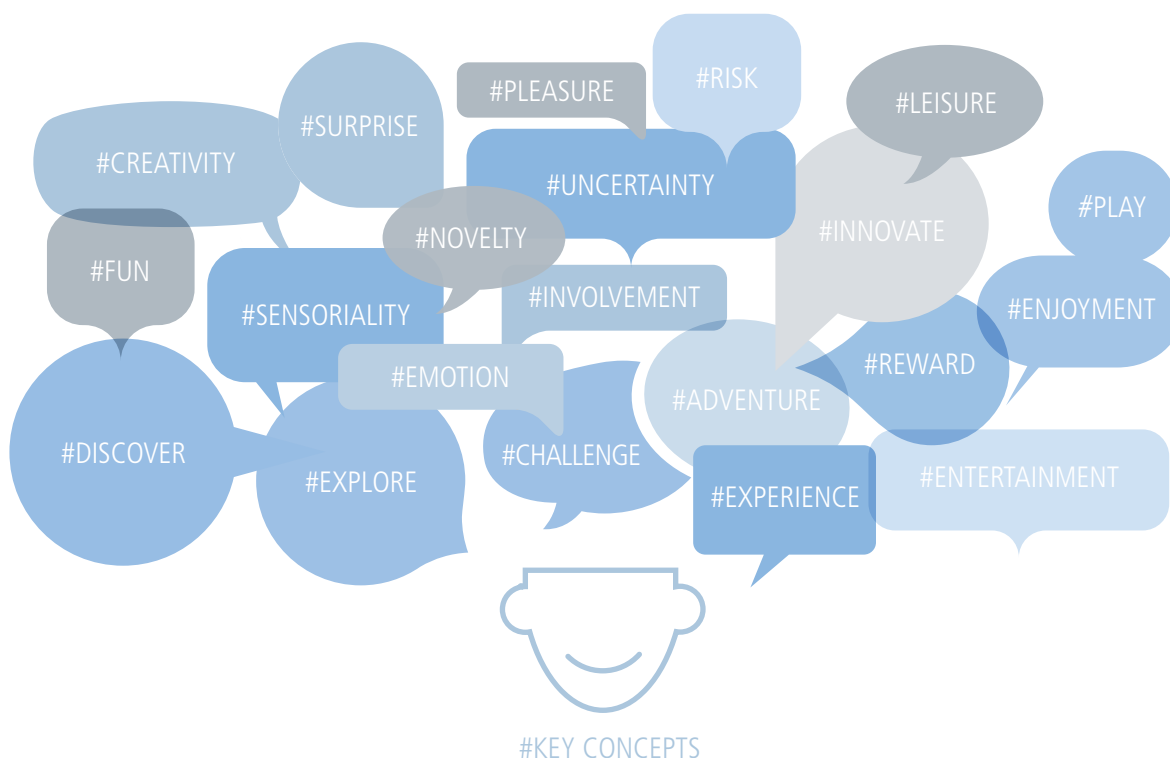 #RISK
#PLEASURE
#LEISURE
#SURPRISE
#CREATIVITY
#UNCERTAINTY
#PLAY
#INNOVATE
#NOVELTY
#FUN
#INVOLVEMENT
#ENJOYMENT
#SENSORIALITY
#REWARD
#EMOTION
#ADVENTURE
#DISCOVER
#CHALLENGE
#ENTERTAINMENT
#EXPLORE
#EXPERIENCE
#KEY CONCEPTS